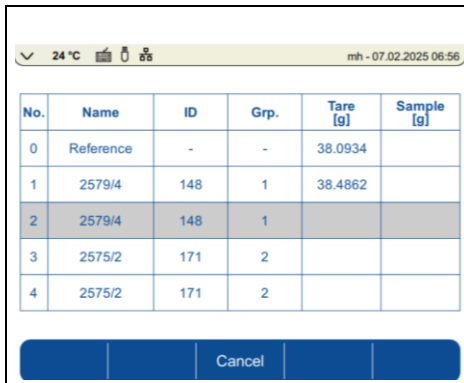 24 °C mh - 07.02.2025 06:56
No. Name ID Grp. Tare [g] Sample [g]
0 Reference - - 38.0934
1 2579/4 148 1 38.4862
2 2579/4 148 1
3 2575/2 171 2
4 2575/2 171 2
Cancel